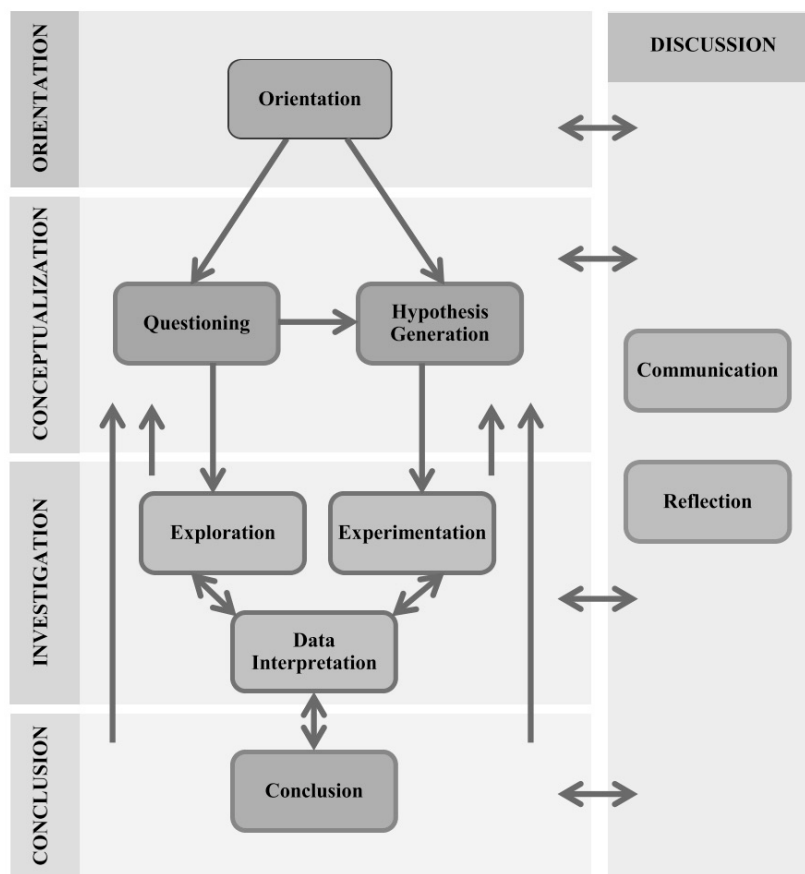 ORIENTATION
Orientation
CONCEPTUALIZATION
Questioning
Hypothesis
Generation
INVESTIGATION
Exploration
Experimentation
Data
Interpretation
CONCLUSION
Conclusion
DISCUSSION
Communication
Reflection